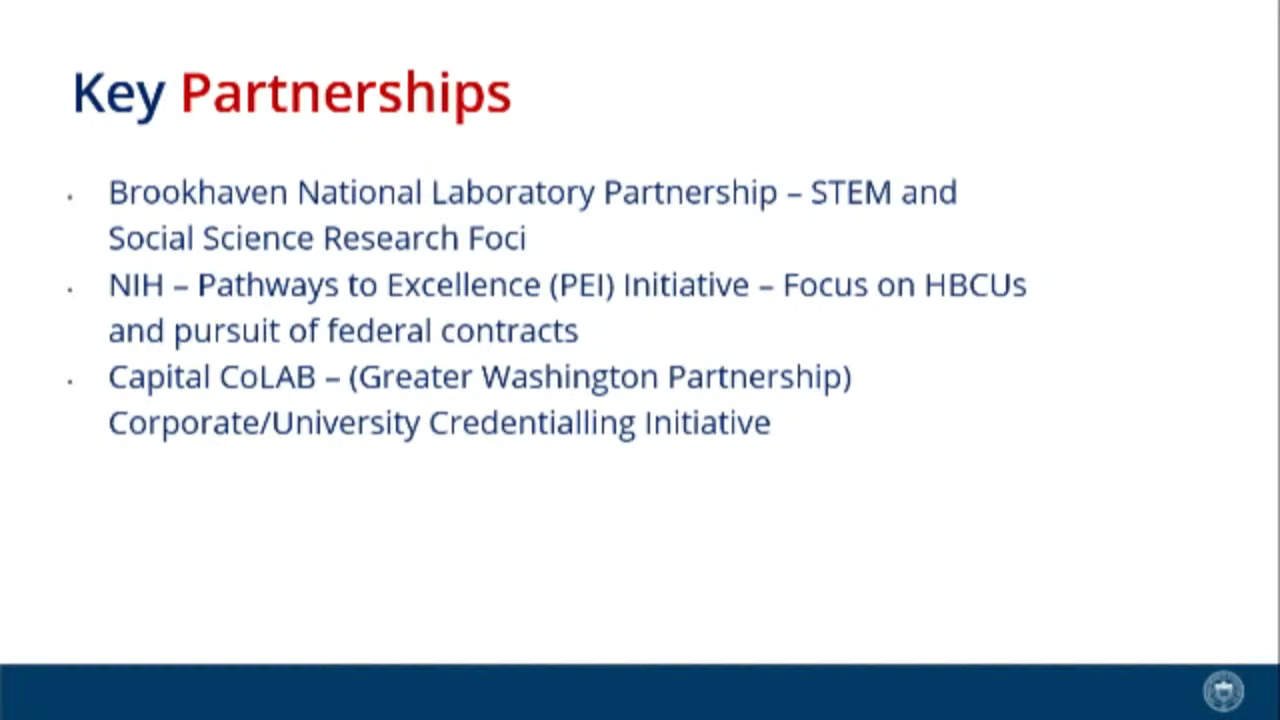 Key Partnerships
· Brookhaven National Laboratory Partnership – STEM and
Social Science Research Foci
· NIH – Pathways to Excellence (PEI) Initiative – Focus on HBCUs
and pursuit of federal contracts
· Capital CoLAB – (Greater Washington Partnership)
Corporate/University Credentialling Initiative